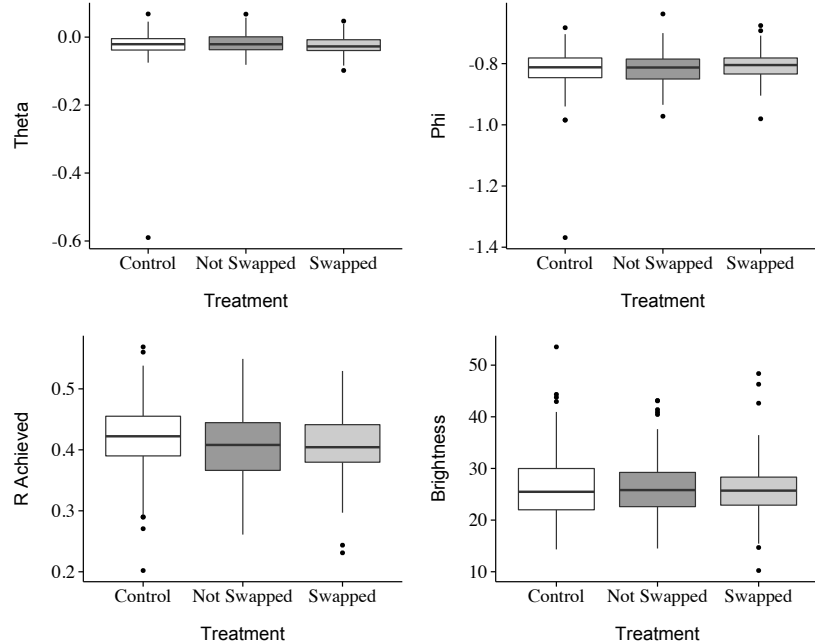 Theta
0.0
-0.2
-0.4
-0.6
Control Not Swapped Swapped
Treatment
Phi
-0.8
-1.0
-1.2
-1.4
Control Not Swapped Swapped
Treatment
R Achieved
0.5
0.4
0.3
0.2
Control Not Swapped Swapped
Treatment
Brightness
50
40
30
20
10
Control Not Swapped Swapped
Treatment